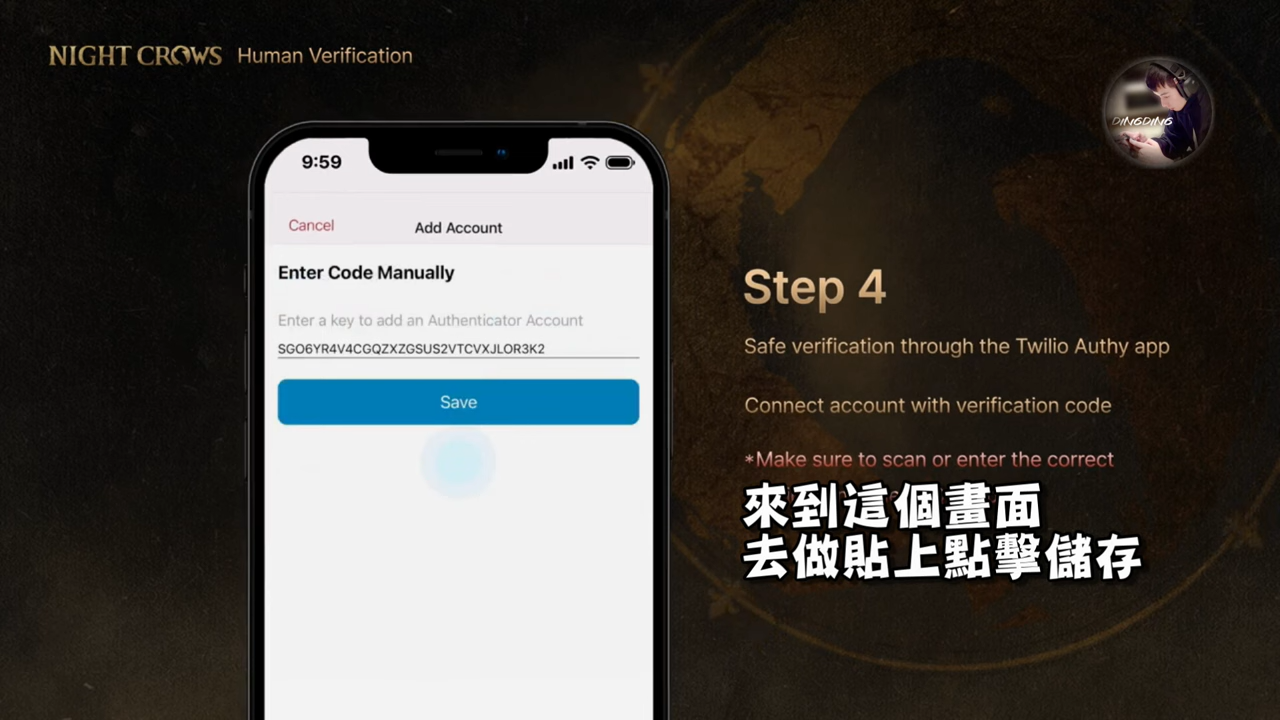 NIGHT CROWS Human Verification
DINGDING
9:59
Cancel
Add Account
Enter Code Manually
Enter a key to add an Authenticator Account
SGO6YR4V4CGQZXZGSUS2VTCVXJLOR3K2
Save
Step 4
Safe verification through the Twilio Authy app
Connect account with verification code
*Make sure to scan or enter the correct
來到這個畫面
去做貼上點擊儲存